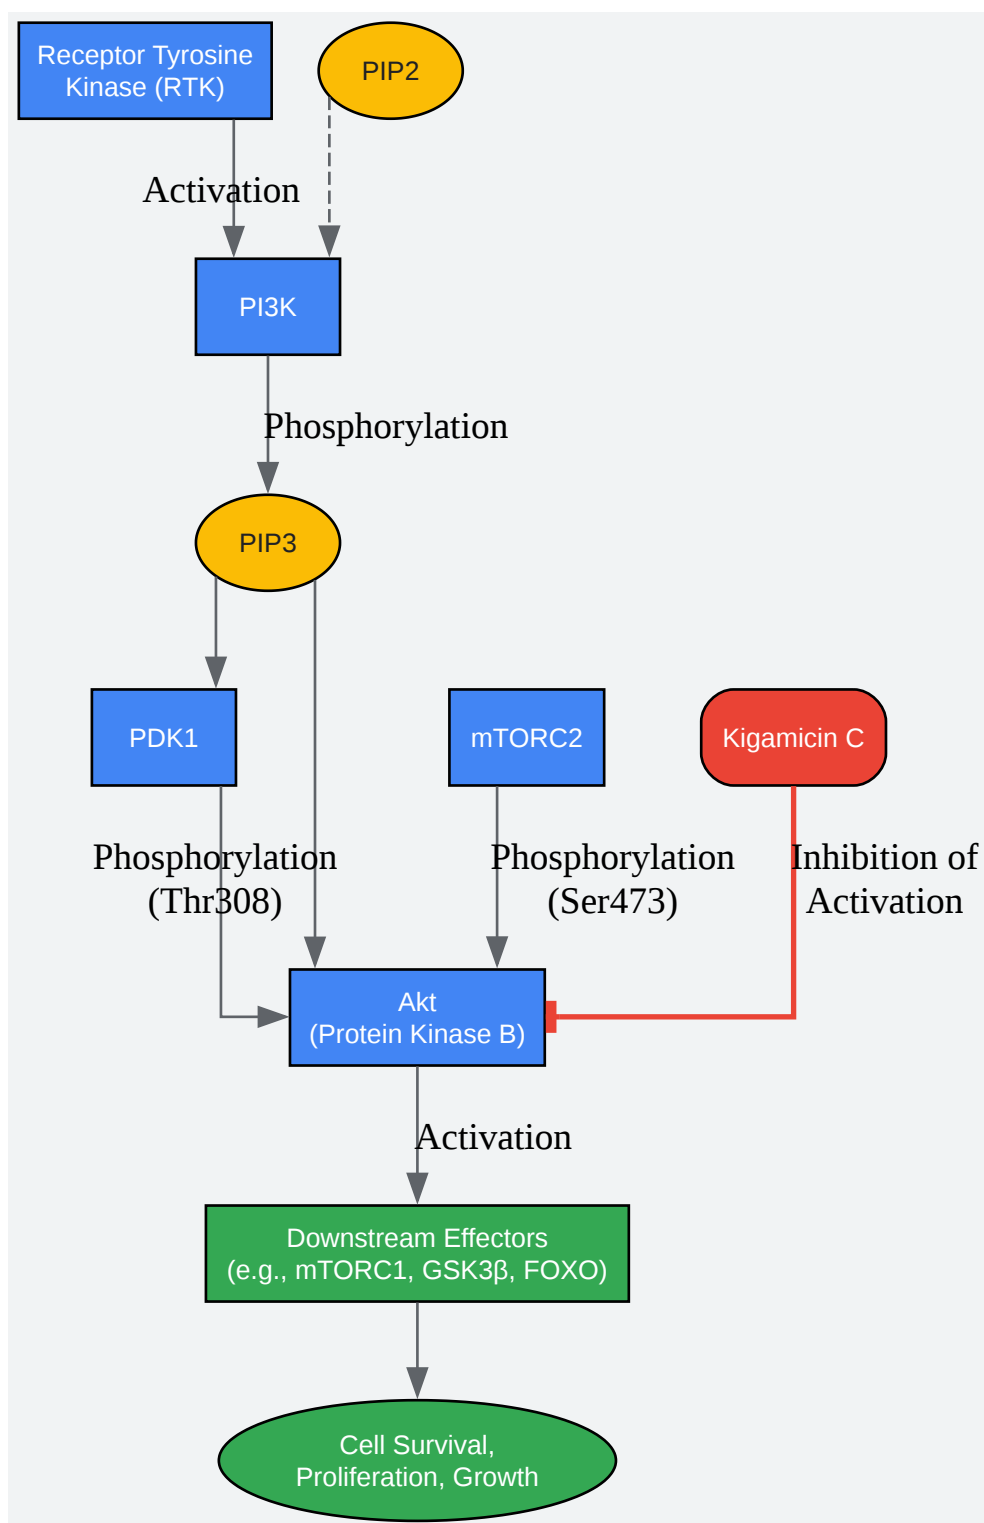 Receptor Tyrosine
Kinase (RTK)
PIP2
Activation
PI3K
Phosphorylation
PIP3
PDK1
mTORC2
Kigamicin C
Phosphorylation
(Thr308)
Phosphorylation
(Ser473)
Inhibition of
Activation
Akt
(Protein Kinase B)
Activation
Downstream Effectors
(e.g., mTORC1, GSK3β, FOXO)
Cell Survival,
Proliferation, Growth